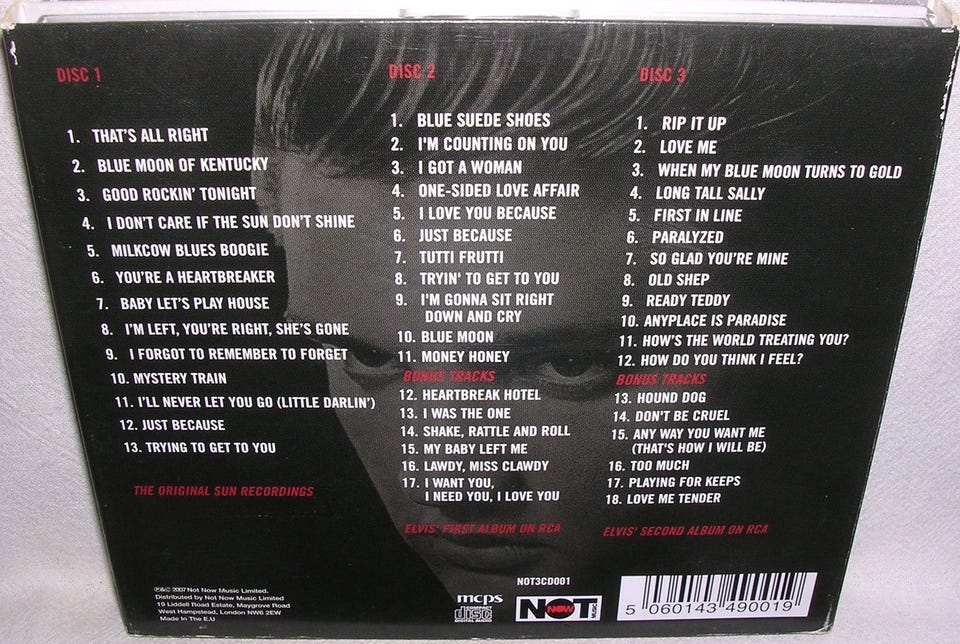 DISC 1
1. THAT'S ALL RIGHT
2. BLUE MOON OF KENTUCKY
3. GOOD ROCKIN' TONIGHT
4. I DON'T CARE IF THE SUN DON'T SHINE
5. MILKCOW BLUES BOOGIE
6. YOU'RE A HEARTBREAKER
7. BABY LET'S PLAY HOUSE
8. I'M LEFT, YOU'RE RIGHT, SHE'S GONE
9. I FORGOT TO REMEMBER TO FORGET
10. MYSTERY TRAIN
11. I'LL NEVER LET YOU GO (LITTLE DARLIN')
12. JUST BECAUSE
13. TRYING TO GET TO YOU
THE ORIGINAL SUN RECORDINGS
DISC 2
1. BLUE SUEDE SHOES
2. I'M COUNTING ON YOU
3. I GOT A WOMAN
4. ONE-SIDED LOVE AFFAIR
5. I LOVE YOU BECAUSE
6. JUST BECAUSE
7. TUTTI FRUTTI
8. TRYIN' TO GET TO YOU
9. I'M GONNA SIT RIGHT
DOWN AND CRY
10. BLUE MOON
11. MONEY HONEY
BONUS TRACKS
12. HEARTBREAK HOTEL
13. I WAS THE ONE
14. SHAKE, RATTLE AND ROLL
15. MY BABY LEFT ME
16. LAWDY, MISS CLAWDY
17. I WANT YOU,
I NEED YOU, I LOVE YOU
ELVIS' FIRST ALBUM ON RCA
DISC 3
1. RIP IT UP
2. LOVE ME
3. WHEN MY BLUE MOON TURNS TO GOLD
4. LONG TALL SALLY
5. FIRST IN LINE
6. PARALYZED
7. SO GLAD YOU'RE MINE
8. OLD SHEP
9. READY TEDDY
10. ANYPLACE IS PARADISE
11. HOW'S THE WORLD TREATING YOU?
12. HOW DO YOU THINK I FEEL?
BONUS TRACKS
13. HOUND DOG
14. DON'T BE CRUEL
15. ANY WAY YOU WANT ME
(THAT'S HOW I WILL BE)
16. TOO MUCH
17. PLAYING FOR KEEPS
18. LOVE ME TENDER
ELVIS' SECOND ALBUM ON RCA
℗&© 2007 Not Now Music Limited.
Distributed by Not Now Music Limited
19 Liddell Road Estate, Maygrove Road
West Hampstead, London NW6 2EW
Made In The E.U
mcps
COMPACT
disc
DIGITAL AUDIO
NOT3CD001
NOT NOW MUSIC
5 060143 490019